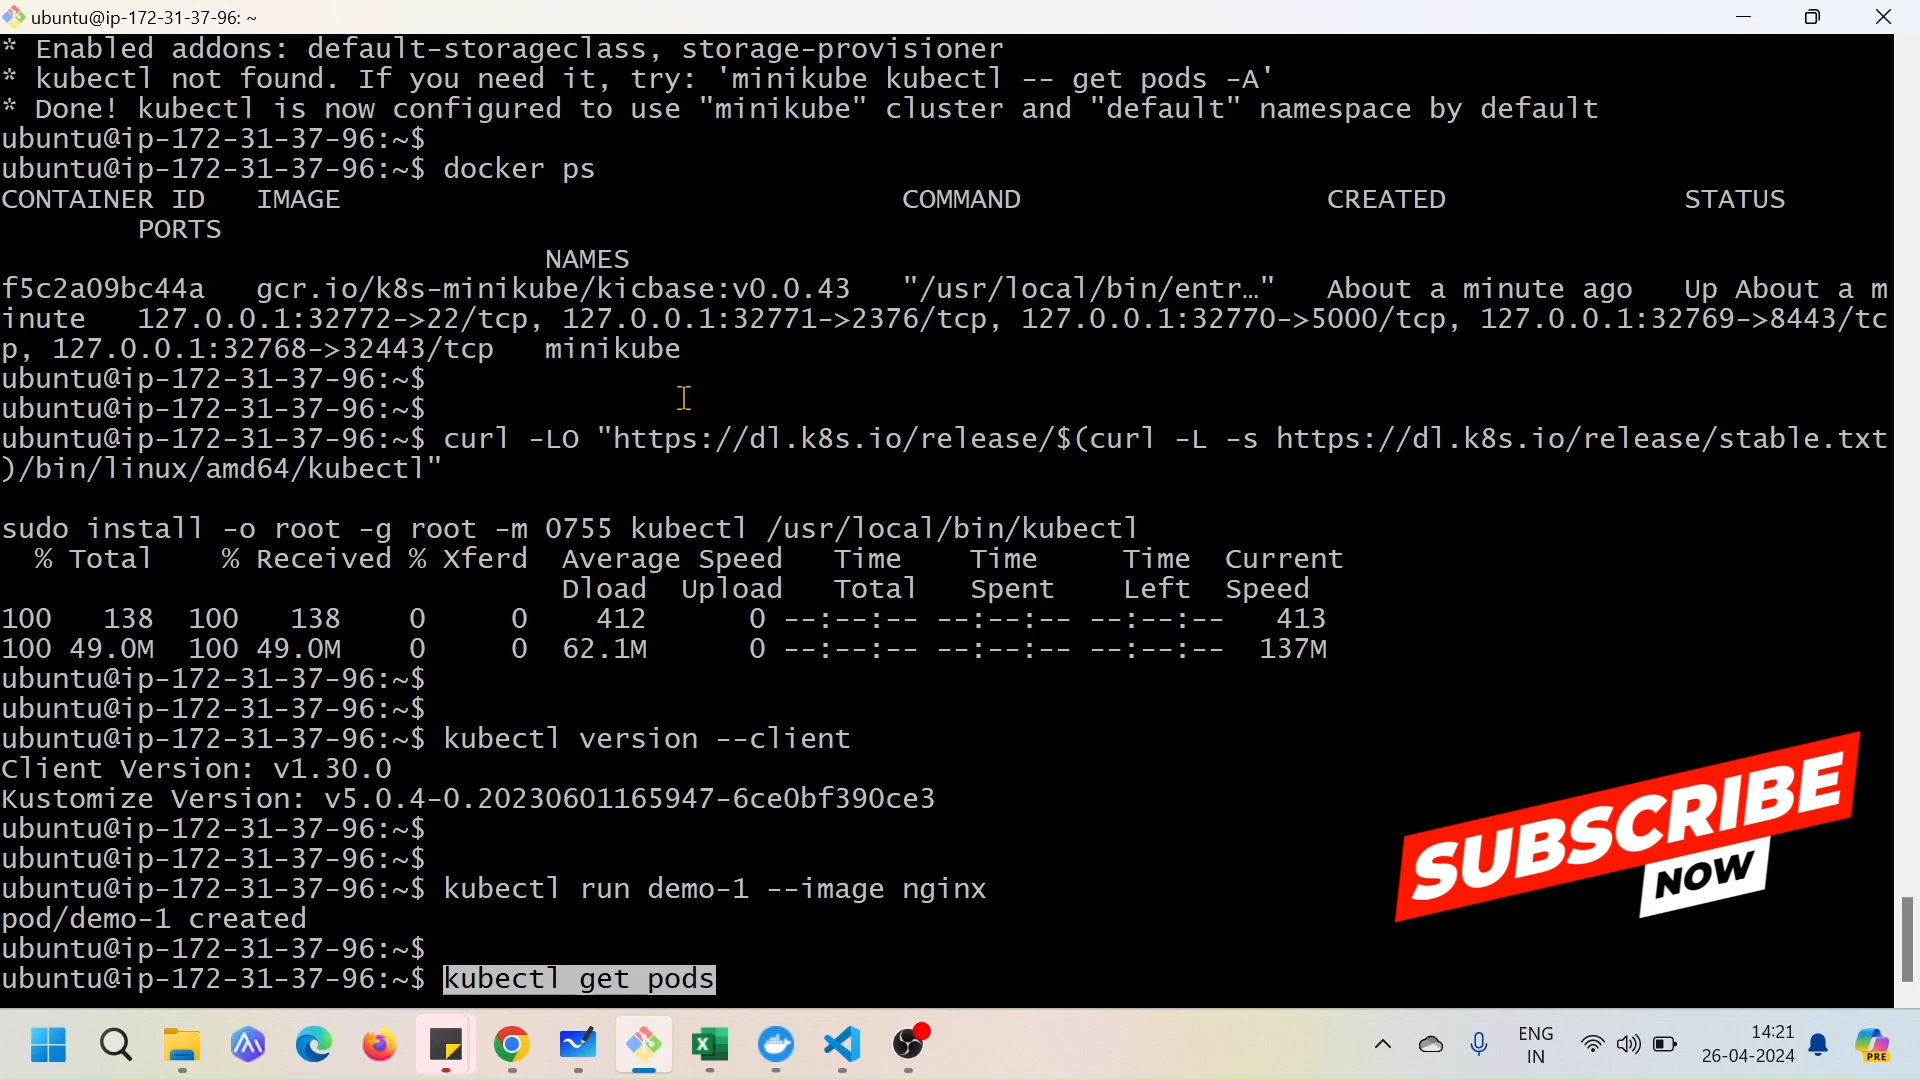 ubuntu@ip-172-31-37-96: ~
* Enabled addons: default-storageclass, storage-provisioner
* kubectl not found. If you need it, try: 'minikube kubectl -- get pods -A'
* Done! kubectl is now configured to use "minikube" cluster and "default" namespace by default
ubuntu@ip-172-31-37-96:~$
ubuntu@ip-172-31-37-96:~$ docker ps
CONTAINER ID   IMAGE                                 COMMAND                  CREATED              STATUS
        PORTS
                                NAMES
f5c2a09bc44a   gcr.io/k8s-minikube/kicbase:v0.0.43   "/usr/local/bin/entr…"   About a minute ago   Up About a m
inute   127.0.0.1:32772->22/tcp, 127.0.0.1:32771->2376/tcp, 127.0.0.1:32770->5000/tcp, 127.0.0.1:32769->8443/tc
p, 127.0.0.1:32768->32443/tcp   minikube
ubuntu@ip-172-31-37-96:~$
ubuntu@ip-172-31-37-96:~$
ubuntu@ip-172-31-37-96:~$ curl -LO "https://dl.k8s.io/release/$(curl -L -s https://dl.k8s.io/release/stable.txt
)/bin/linux/amd64/kubectl"
sudo install -o root -g root -m 0755 kubectl /usr/local/bin/kubectl
  % Total    % Received % Xferd  Average Speed   Time    Time     Time  Current
                                 Dload  Upload   Total   Spent    Left  Speed
100   138  100   138    0     0    412      0 --:--:-- --:--:-- --:--:--   413
100 49.0M  100 49.0M    0     0  62.1M      0 --:--:-- --:--:-- --:--:--  137M
ubuntu@ip-172-31-37-96:~$
ubuntu@ip-172-31-37-96:~$
ubuntu@ip-172-31-37-96:~$ kubectl version --client
Client Version: v1.30.0
Kustomize Version: v5.0.4-0.20230601165947-6ce0bf390ce3
ubuntu@ip-172-31-37-96:~$
ubuntu@ip-172-31-37-96:~$
ubuntu@ip-172-31-37-96:~$ kubectl run demo-1 --image nginx
pod/demo-1 created
ubuntu@ip-172-31-37-96:~$
ubuntu@ip-172-31-37-96:~$ kubectl get pods
SUBSCRIBE
NOW
ENG
IN
14:21
26-04-2024
PRE